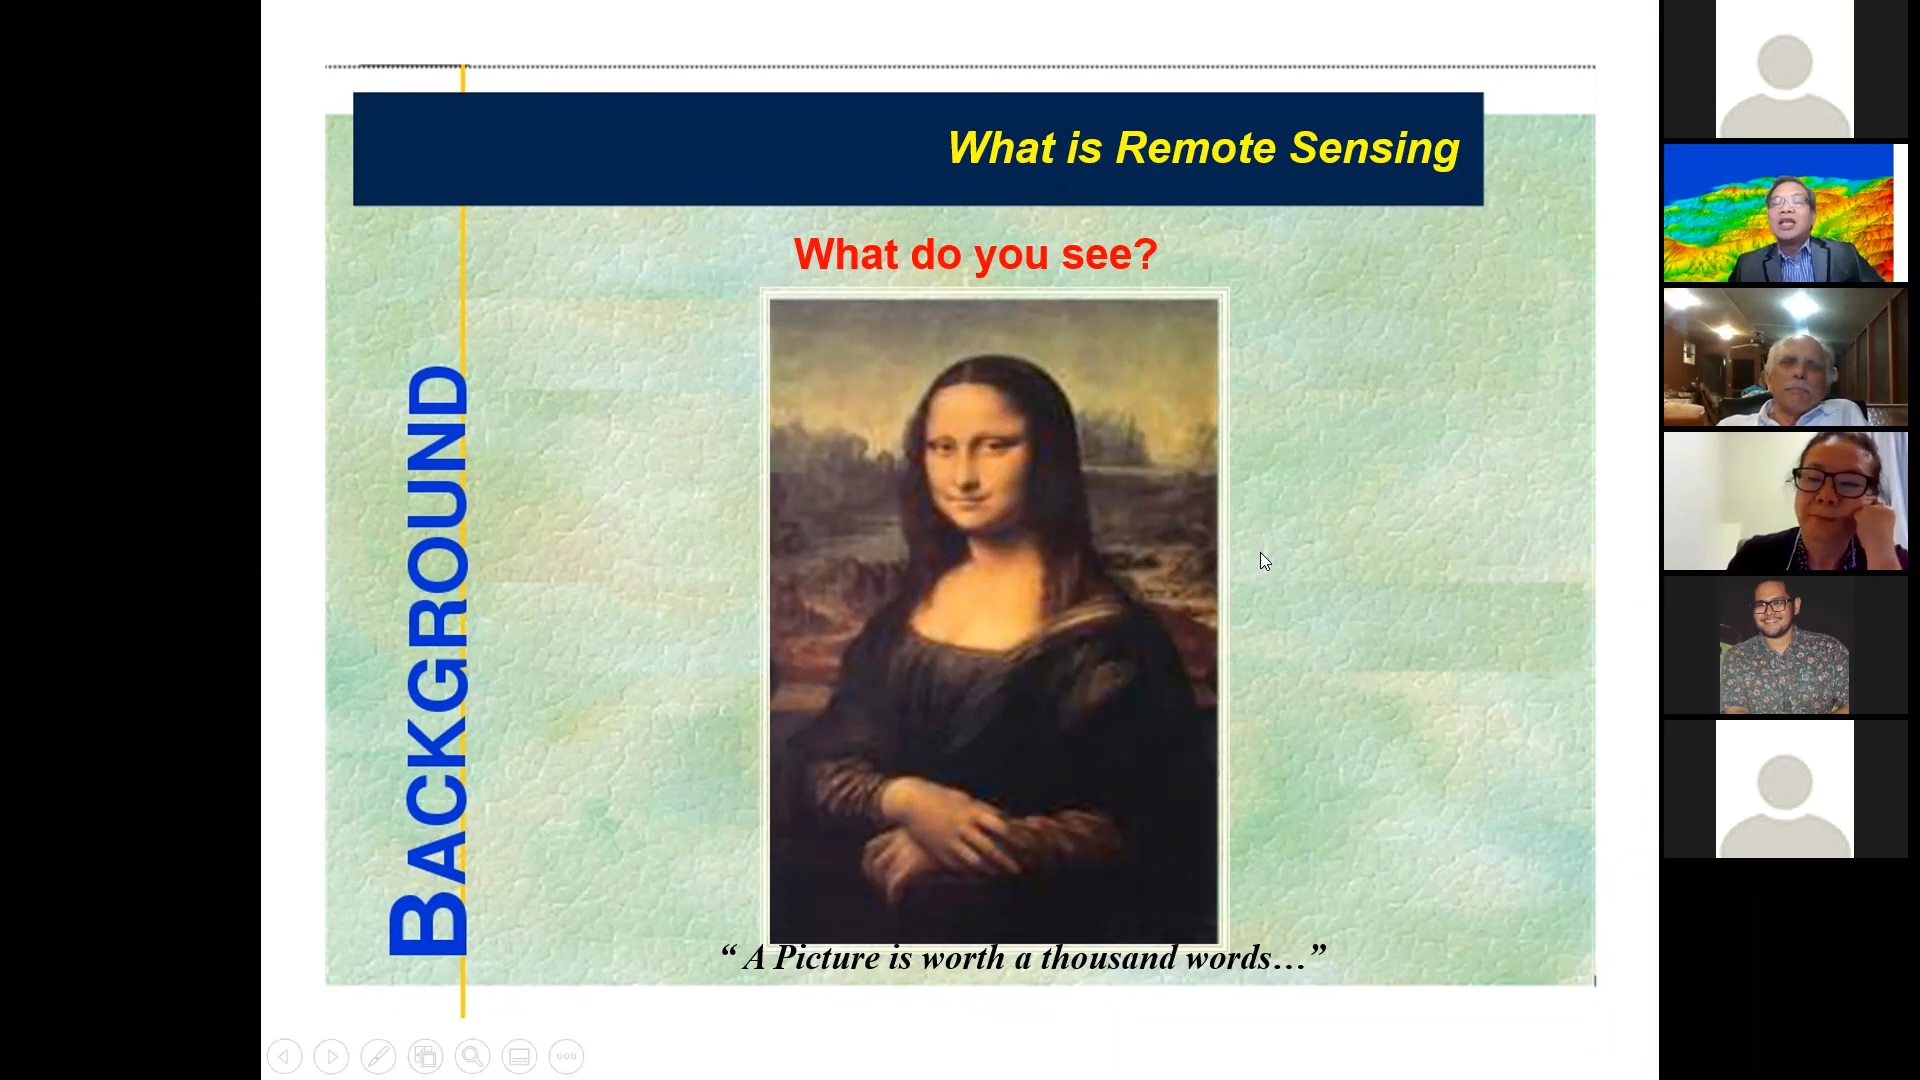 What is Remote Sensing
What do you see?
BACKGROUND
“ A Picture is worth a thousand words…”